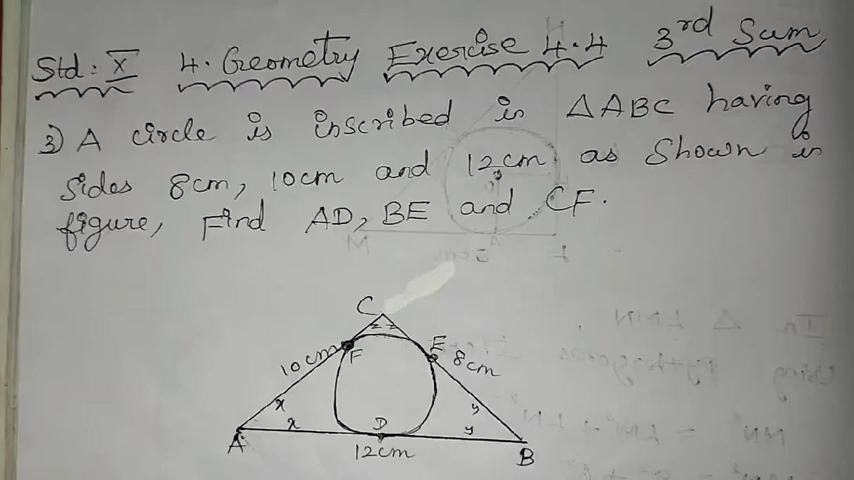 Std: X 4. Geometry Exercise 4.4 3rd Sum
3) A circle is inscribed in △ABC having
sides 8cm, 10cm and 12cm as shown in
figure, Find AD, BE and CF.
C
z z
F E
10cm 8cm
x y
x D y
A 12cm B